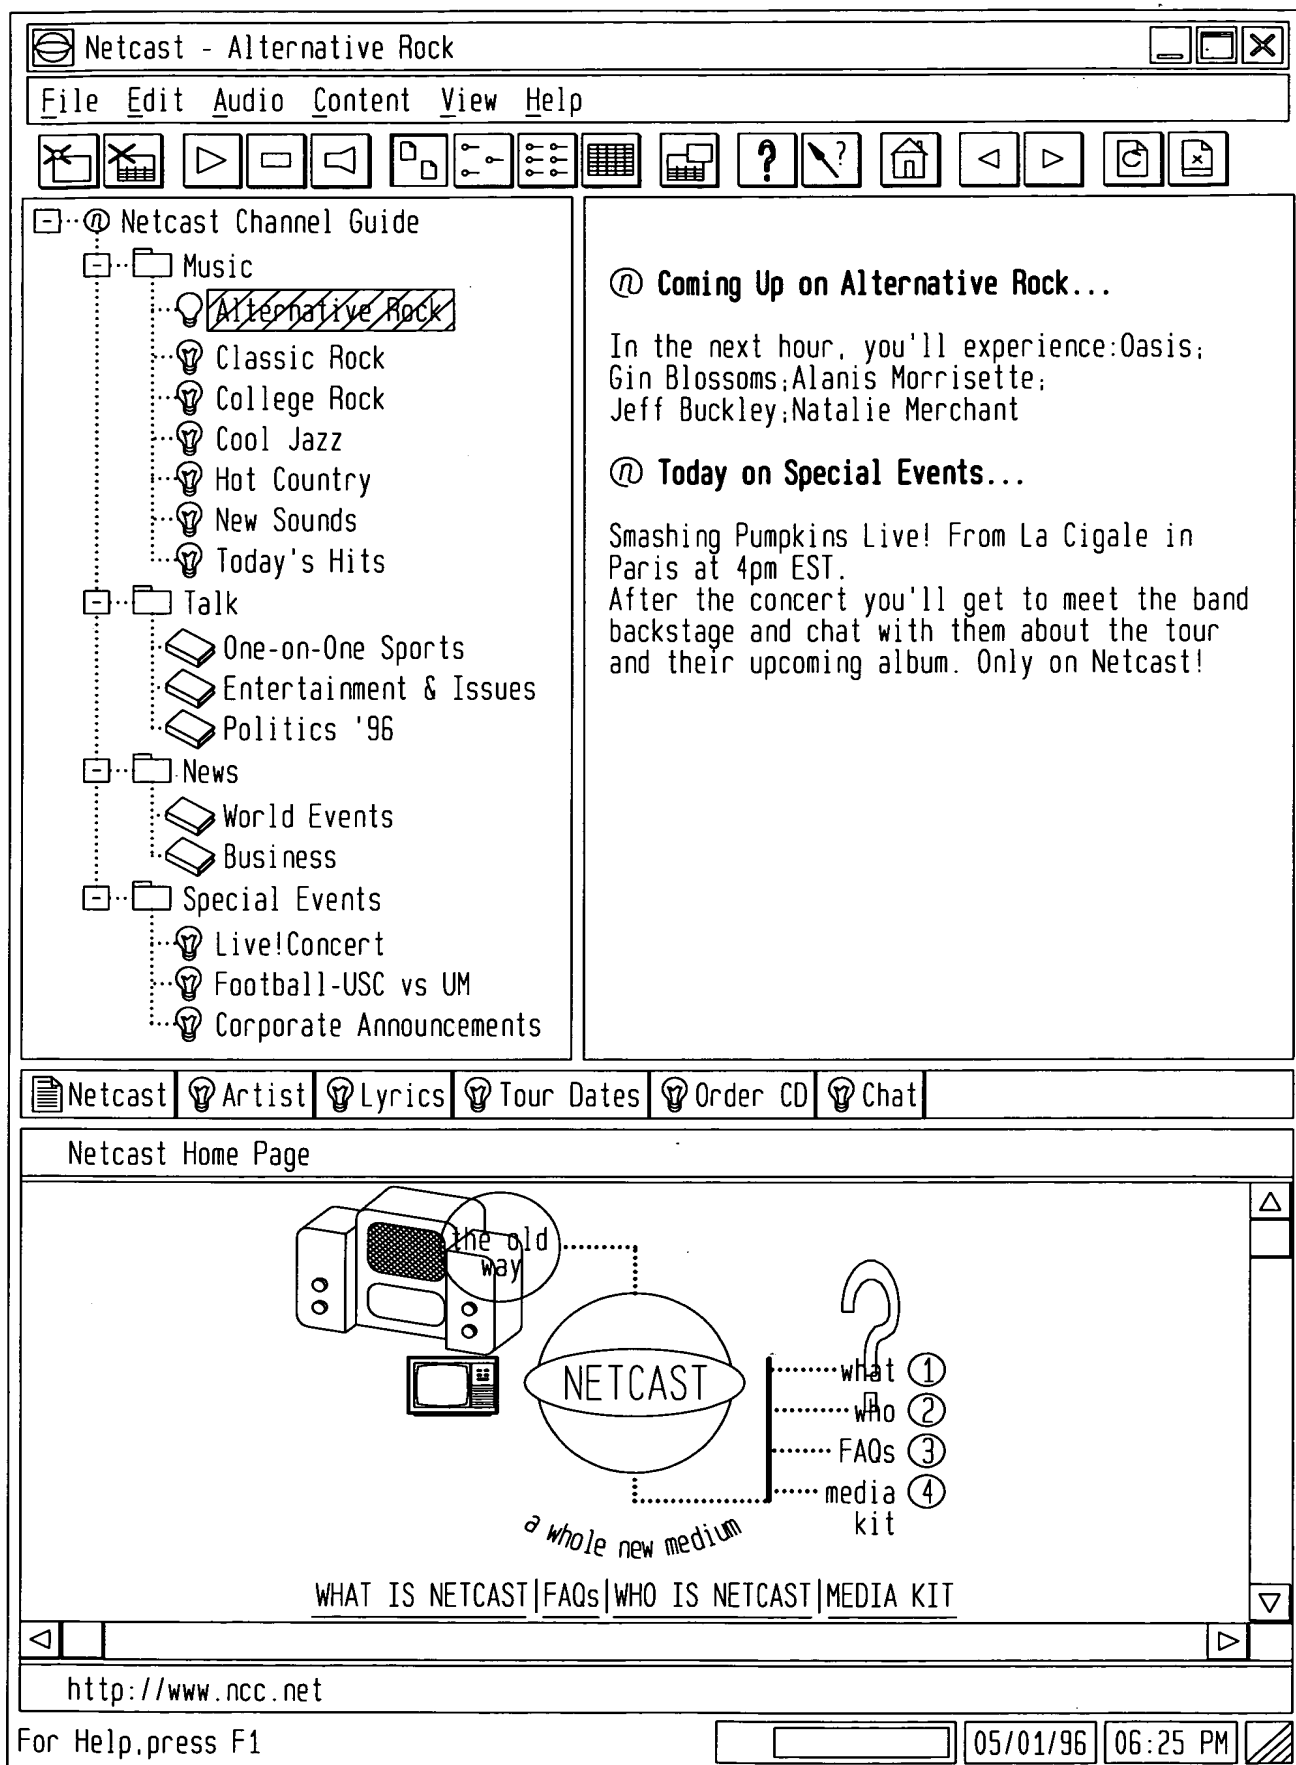 Netcast - Alternative Rock
File Edit Audio Content View Help
? ?
Netcast Channel Guide
Music
Alternative Rock
Classic Rock
College Rock
Cool Jazz
Hot Country
New Sounds
Today's Hits
Talk
One-on-One Sports
Entertainment & Issues
Politics '96
News
World Events
Business
Special Events
Live!Concert
Football-USC vs UM
Corporate Announcements
n Coming Up on Alternative Rock...
In the next hour, you'll experience:Oasis;
Gin Blossoms;Alanis Morrisette;
Jeff Buckley;Natalie Merchant
n Today on Special Events...
Smashing Pumpkins Live! From La Cigale in
Paris at 4pm EST.
After the concert you'll get to meet the band
backstage and chat with them about the tour
and their upcoming album. Only on Netcast!
Netcast Artist Lyrics Tour Dates Order CD Chat
Netcast Home Page
the old
way
NETCAST
?
what 1
who 2
FAQs 3
media 4
kit
a whole new medium
WHAT IS NETCAST|FAQs|WHO IS NETCAST|MEDIA KIT
http://www.ncc.net
For Help,press F1 05/01/96 06:25 PM